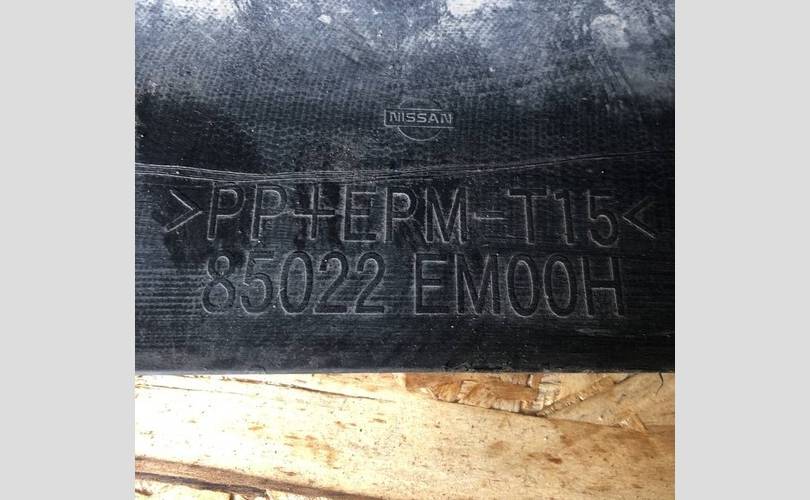 NISSAN
>PP+EPM-T15<
85022 EM00H